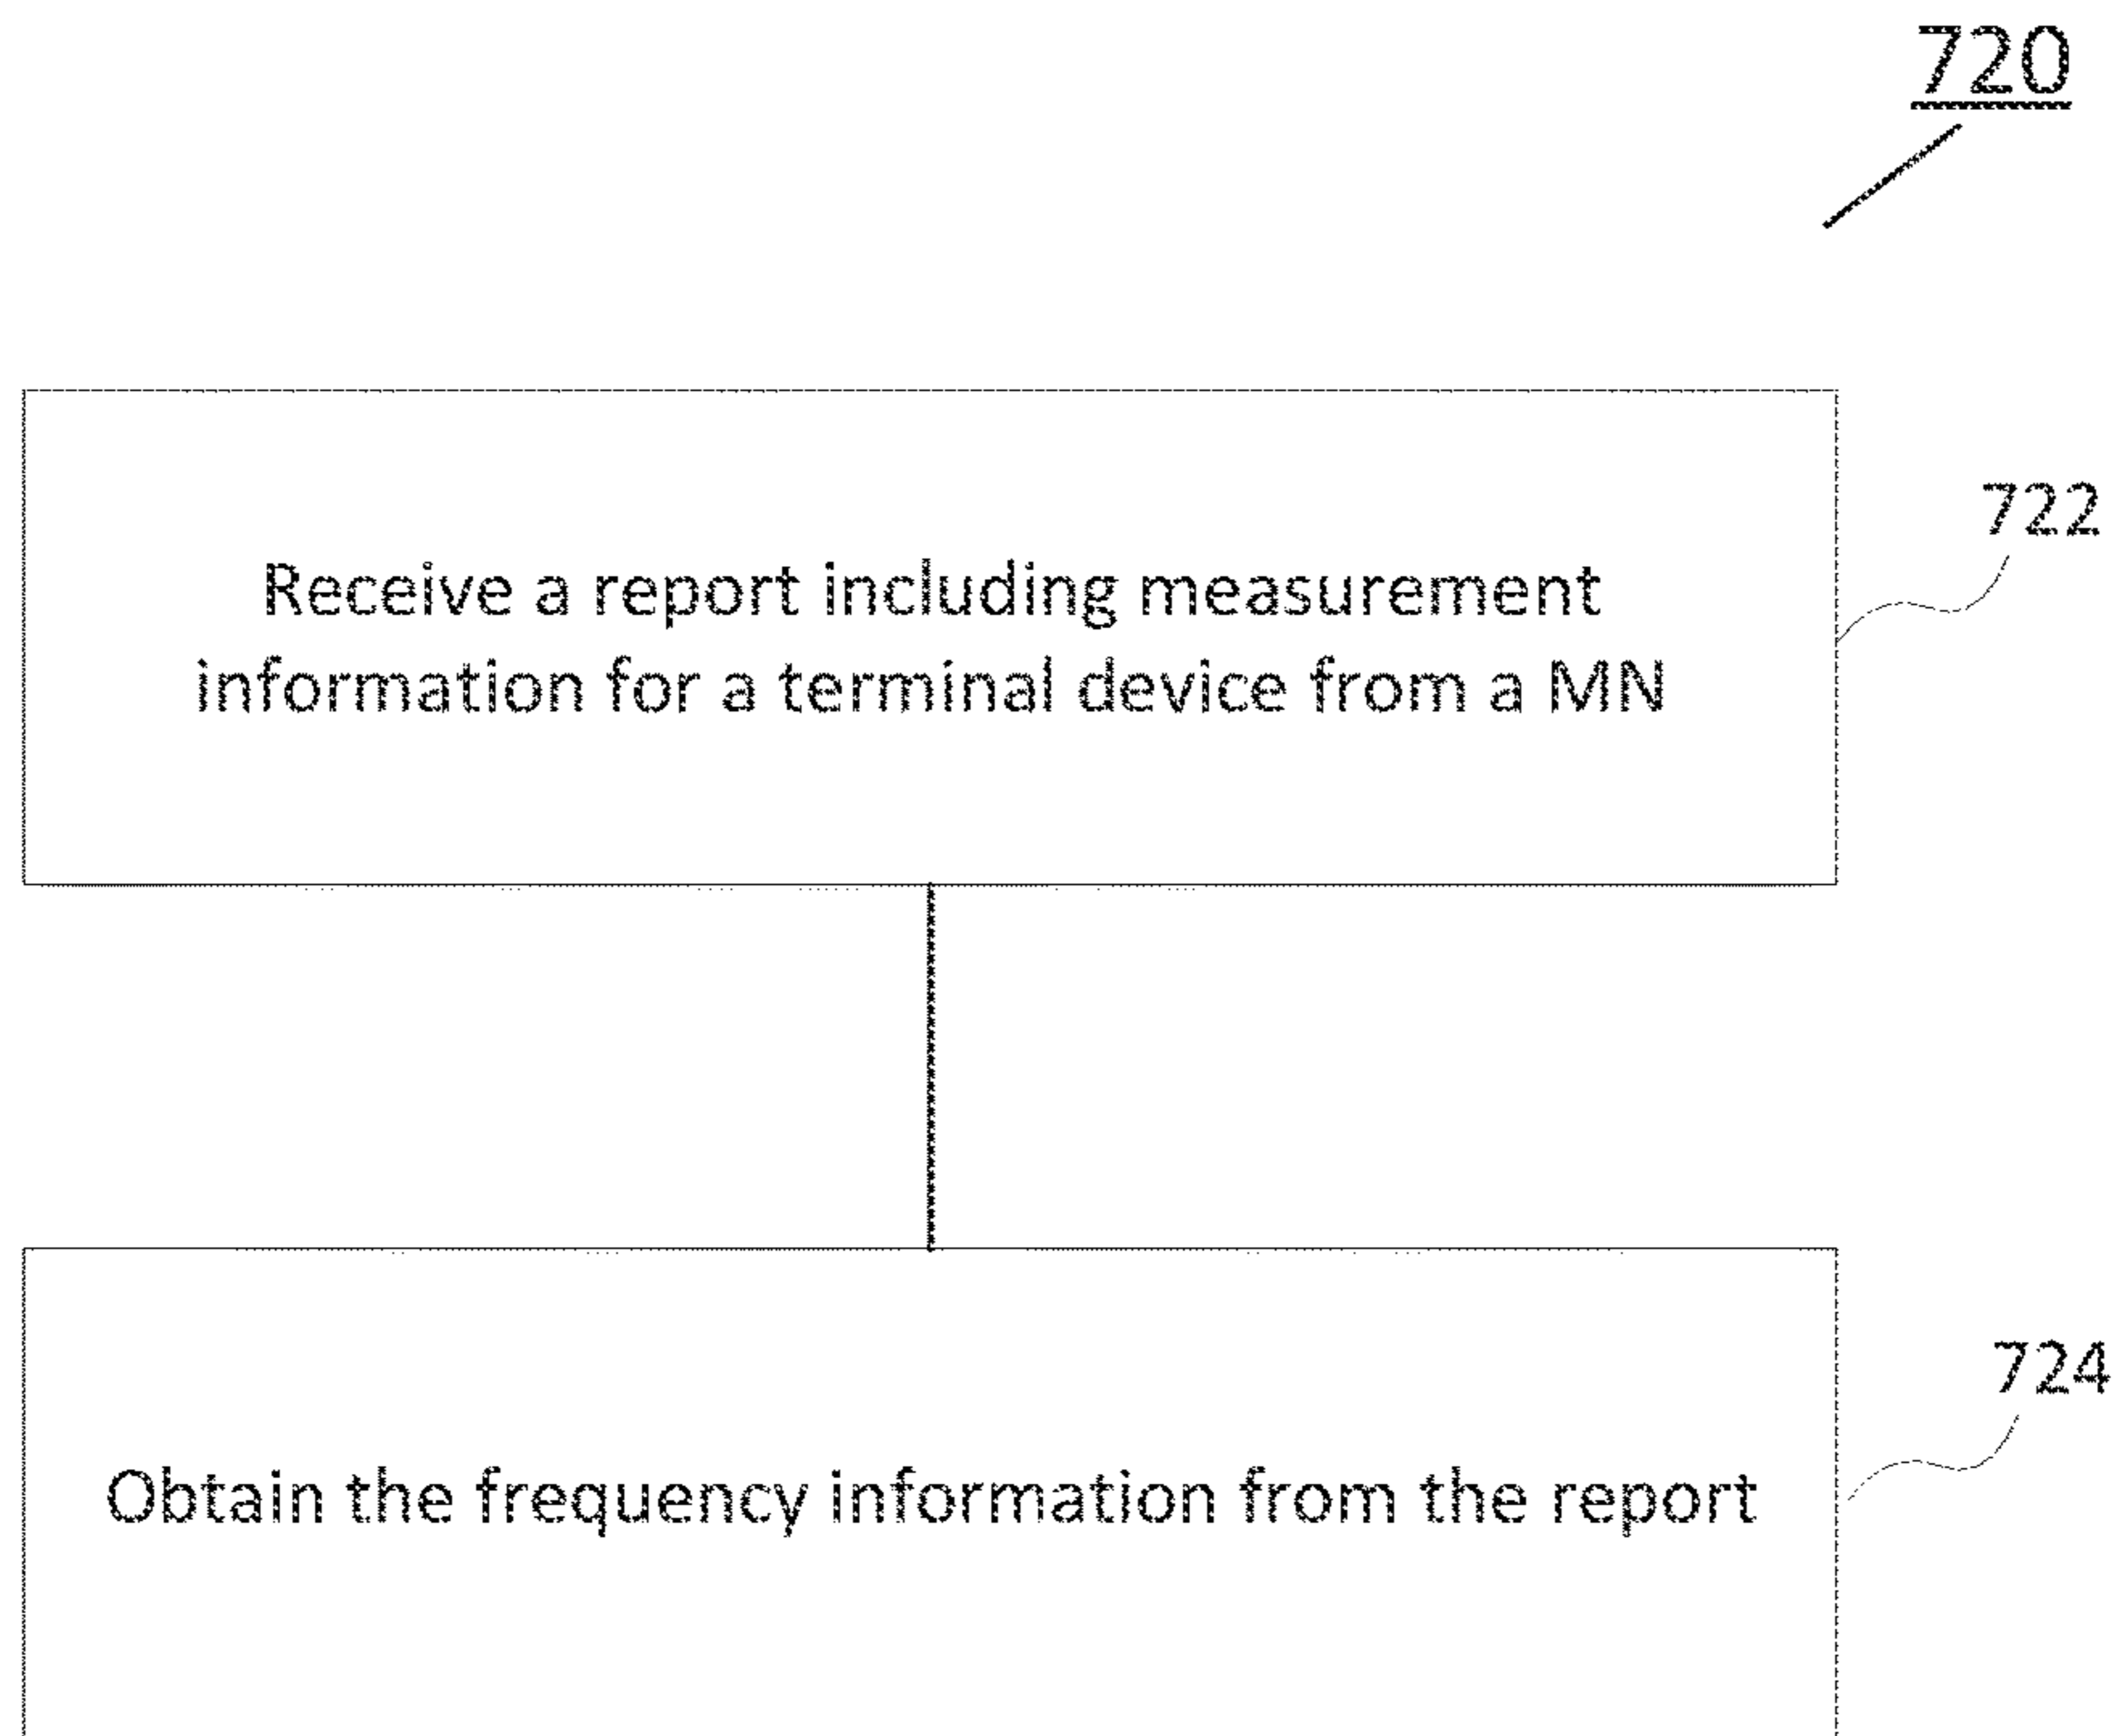 720
722
Receive a report including measurement
information for a terminal device from a MN
724
Obtain the frequency information from the report